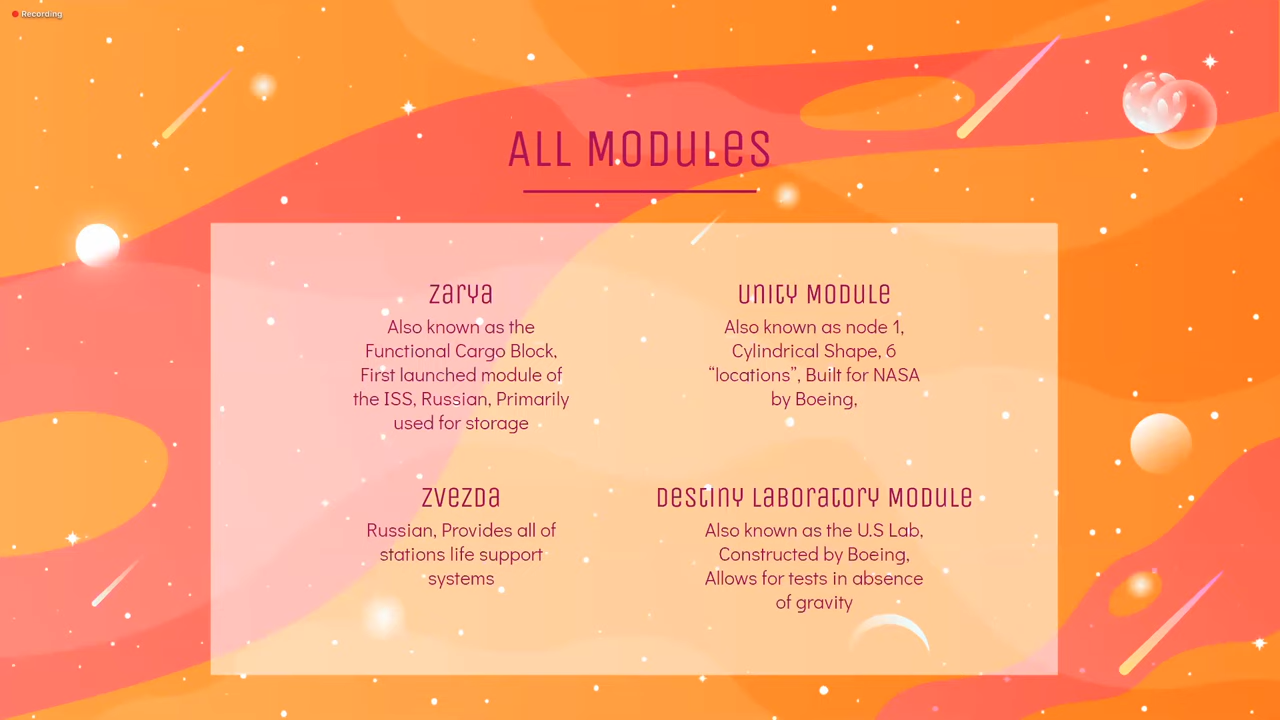 Recording
ALL MODULES
Zarya
Also known as the
Functional Cargo Block,
First launched module of
the ISS, Russian, Primarily
used for storage
Unity Module
Also known as node 1,
Cylindrical Shape, 6
“locations”, Built for NASA
by Boeing,
Zvezda
Russian, Provides all of
stations life support
systems
Destiny Laboratory Module
Also known as the U.S Lab,
Constructed by Boeing,
Allows for tests in absence
of gravity